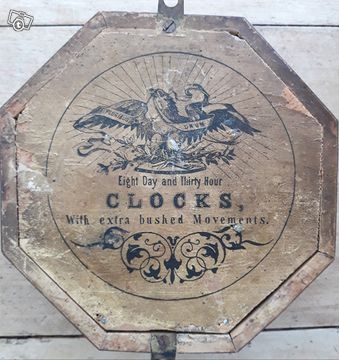 Eight Day and Thirty Hour
CLOCKS,
With extra bushed Movements.